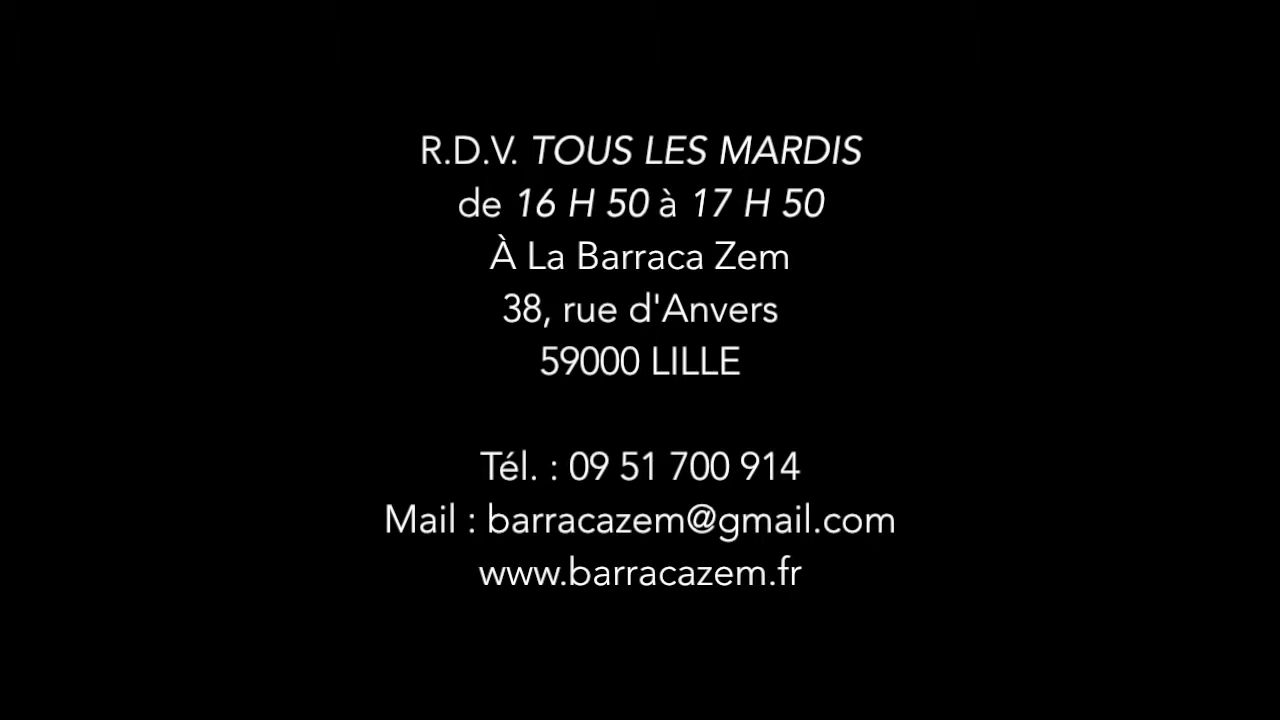 R.D.V. TOUS LES MARDIS
de 16 H 50 à 17 H 50
À La Barraca Zem
38, rue d'Anvers
59000 LILLE
Tél. : 09 51 700 914
Mail : barracazem@gmail.com
www.barracazem.fr